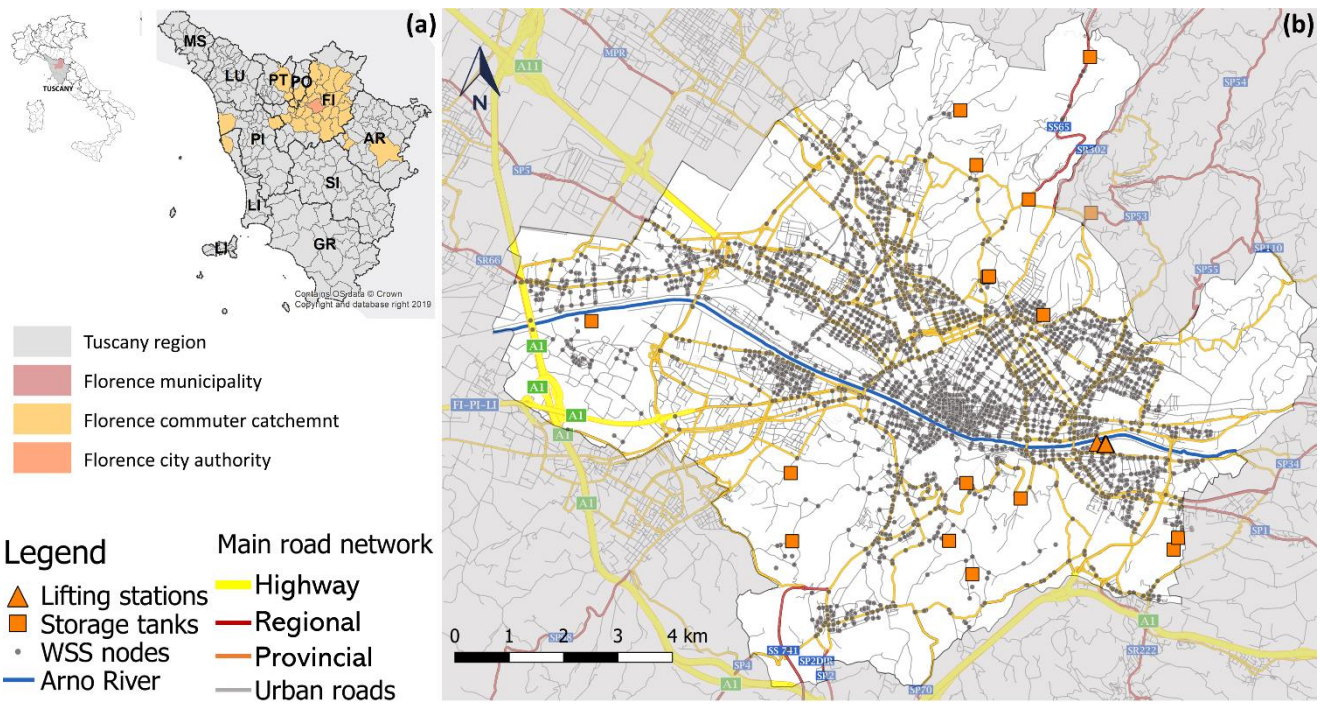 (a)
TUSCANY
MS
LU
PT
PO
FI
PI
AR
LI
SI
LI
GR
Contains OS data © Crown
Copyright and database right 2019
Tuscany region
Florence municipality
Florence commuter catchemnt
Florence city authority
Legend
Lifting stations
Storage tanks
WSS nodes
Arno River
Main road network
Highway
Regional
Provincial
Urban roads
(b)
N
A11
MPR
SP54
SS65
SR302
SP5
SP53
SP110
SR66
SP55
A1
A1
A1
FI-PI-LI
A1
SP34
A1
SP1
A1
SR222
SP2DIR
SP4
SP2
A1
SP70
0 1 2 3 4 km